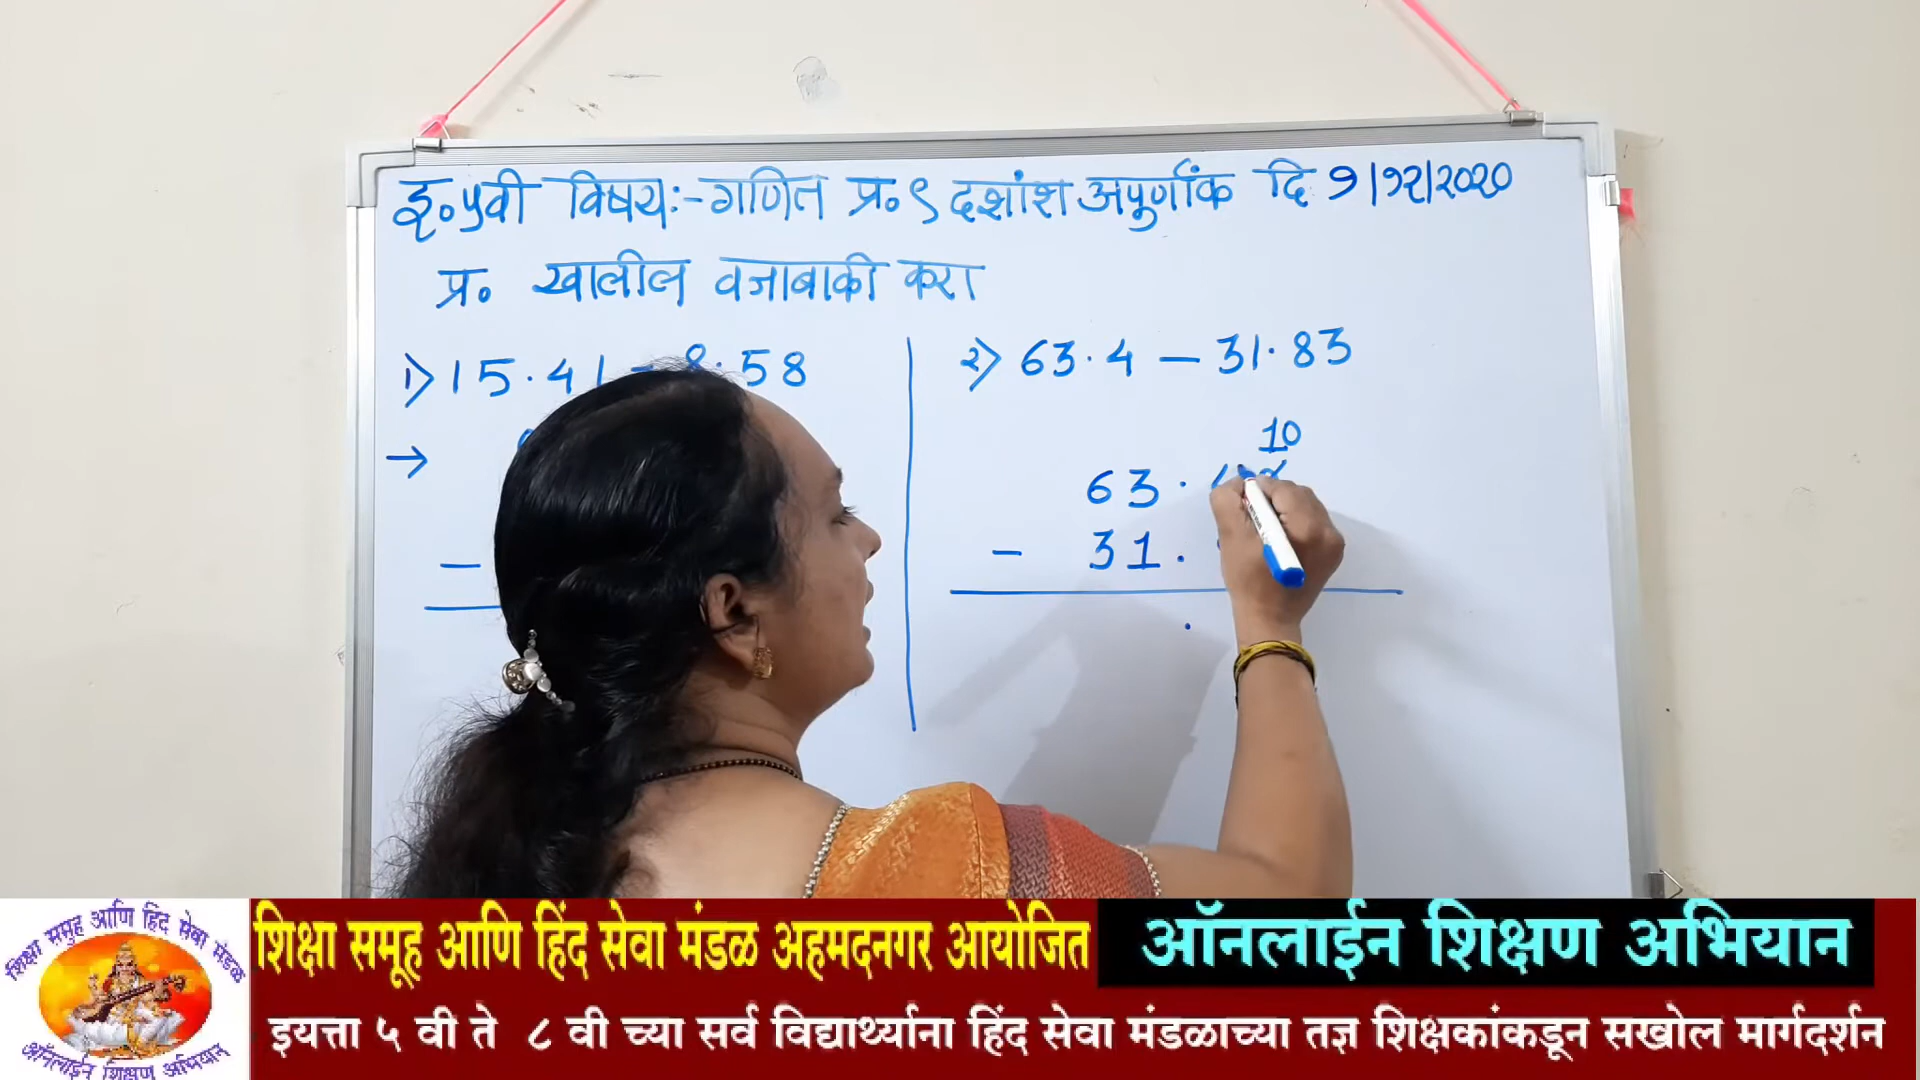 इ. ५वी विषय:- गणित प्र. ९ दशांश अपुर्णांक दि १/१२/२०२०
प्र. खालील वजाबाकी करा
१) 15.41 - 8.58
२) 63.4 - 31.83
→
10
63.
- 31.
-
शिक्षा समूह आणि हिंद सेवा मंडळ
ऑनलाईन शिक्षण अभियान
शिक्षा समूह आणि हिंद सेवा मंडळ अहमदनगर आयोजित ऑनलाईन शिक्षण अभियान
इयत्ता ५ वी ते ८ वी च्या सर्व विद्यार्थ्याना हिंद सेवा मंडळाच्या तज्ञ शिक्षकांकडून सखोल मार्गदर्शन